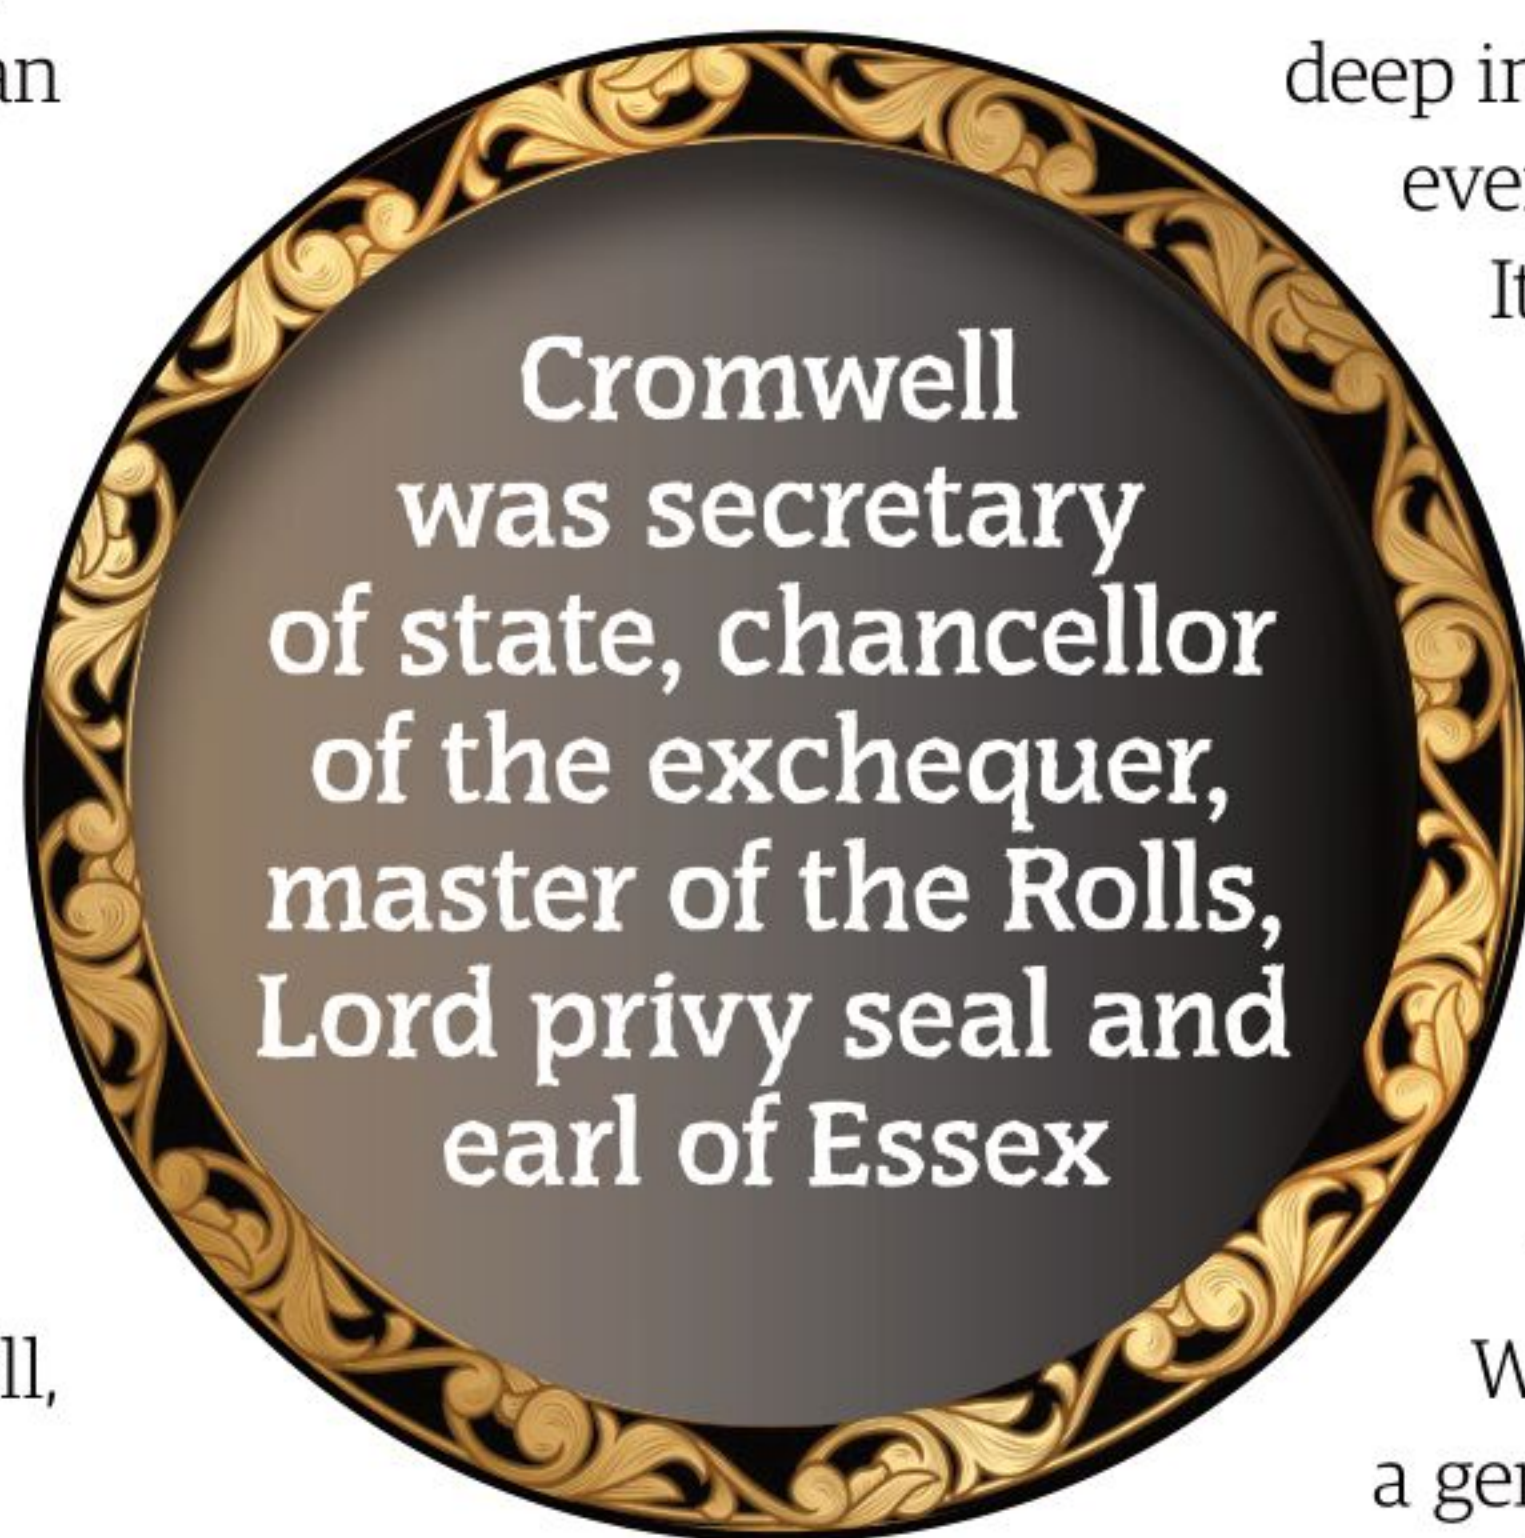 deep
Cromwell
was secretary
of state, chancellor
of the exchequer,
master of the Rolls,
Lord privy seal and
earl of Essex
a